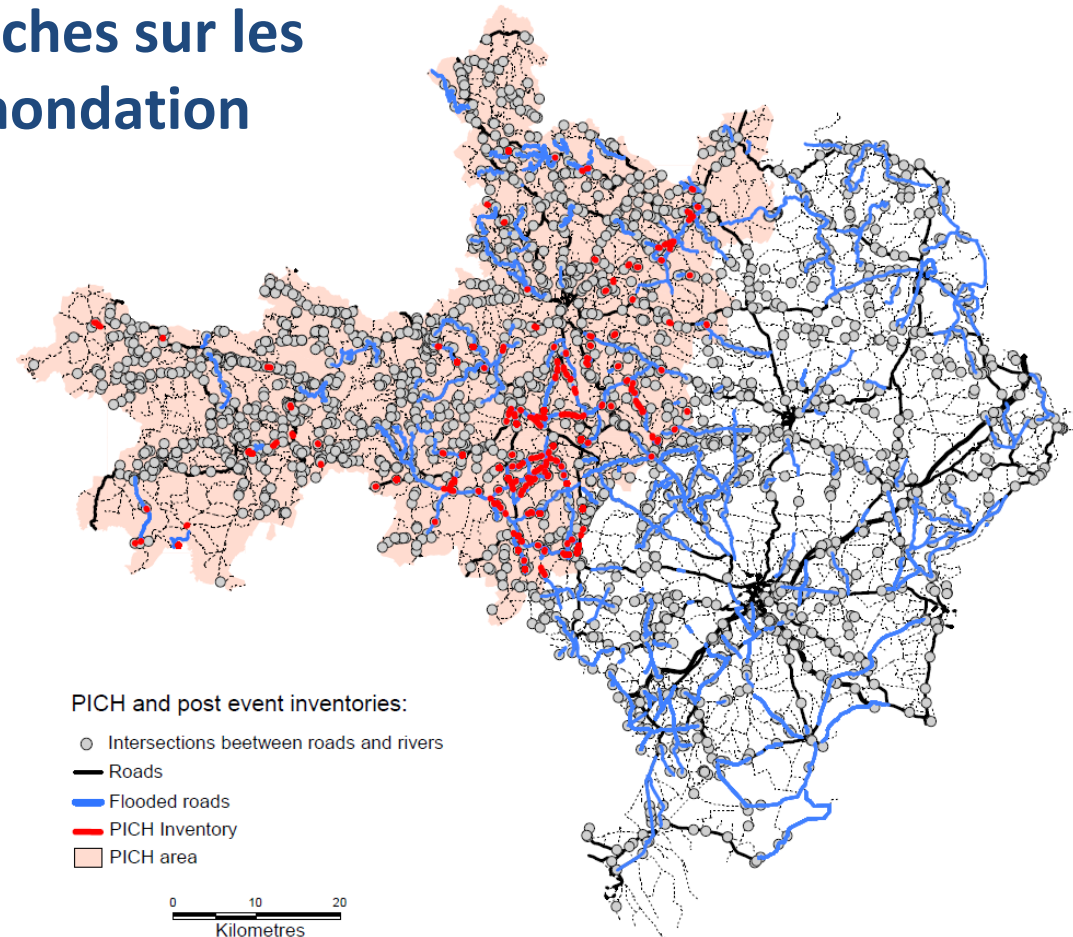 ches sur les
nondation
PICH and post event inventories:
Intersections beetween roads and rivers
Roads
Flooded roads
PICH Inventory
PICH area
0 10 20
Kilometres